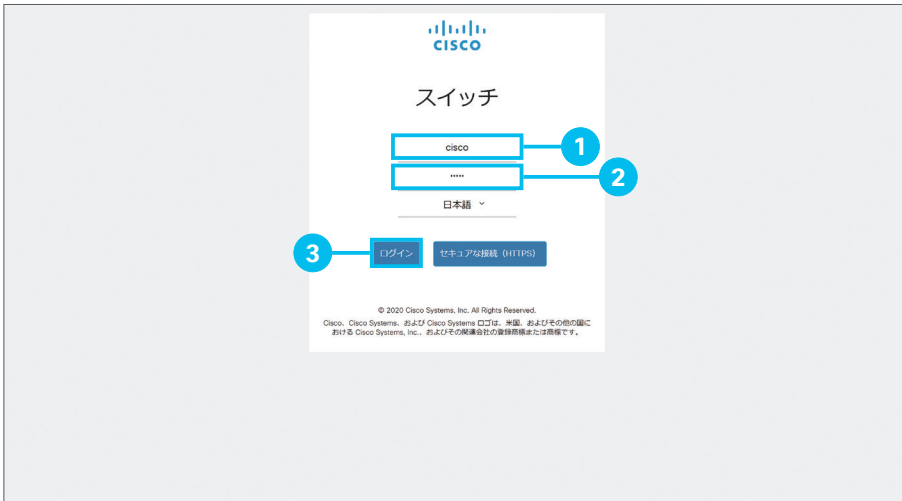 CISCO
スイッチ
cisco
1
•••••
2
日本語
3
ログイン
セキュアな接続（HTTPS）
© 2020 Cisco Systems, Inc. All Rights Reserved.
Cisco、Cisco Systems、および Cisco Systems ロゴは、米国、およびその他の国に
おける Cisco Systems, Inc.、およびその関連会社の登録商標または商標です。